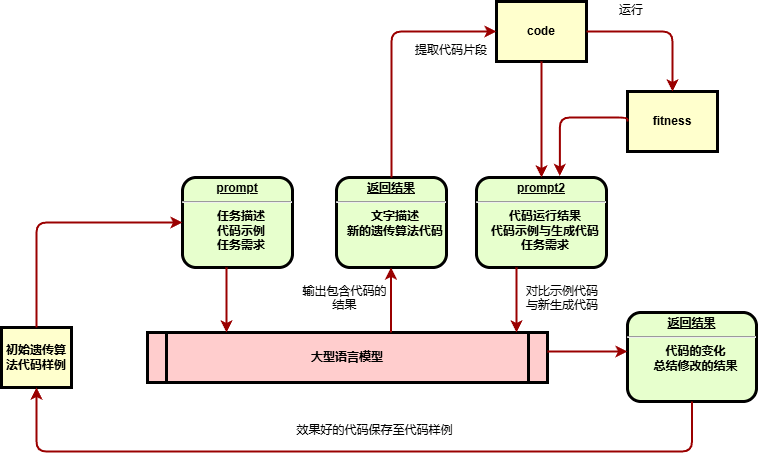 运行
code
提取代码片段
fitness
prompt
任务描述
代码示例
任务需求
返回结果
文字描述
新的遗传算法代码
prompt2
代码运行结果
代码示例与生成代码
任务需求
输出包含代码的
结果
对比示例代码
与新生成代码
初始遗传算
法代码样例
大型语言模型
返回结果
代码的变化
总结修改的结果
效果好的代码保存至代码样例